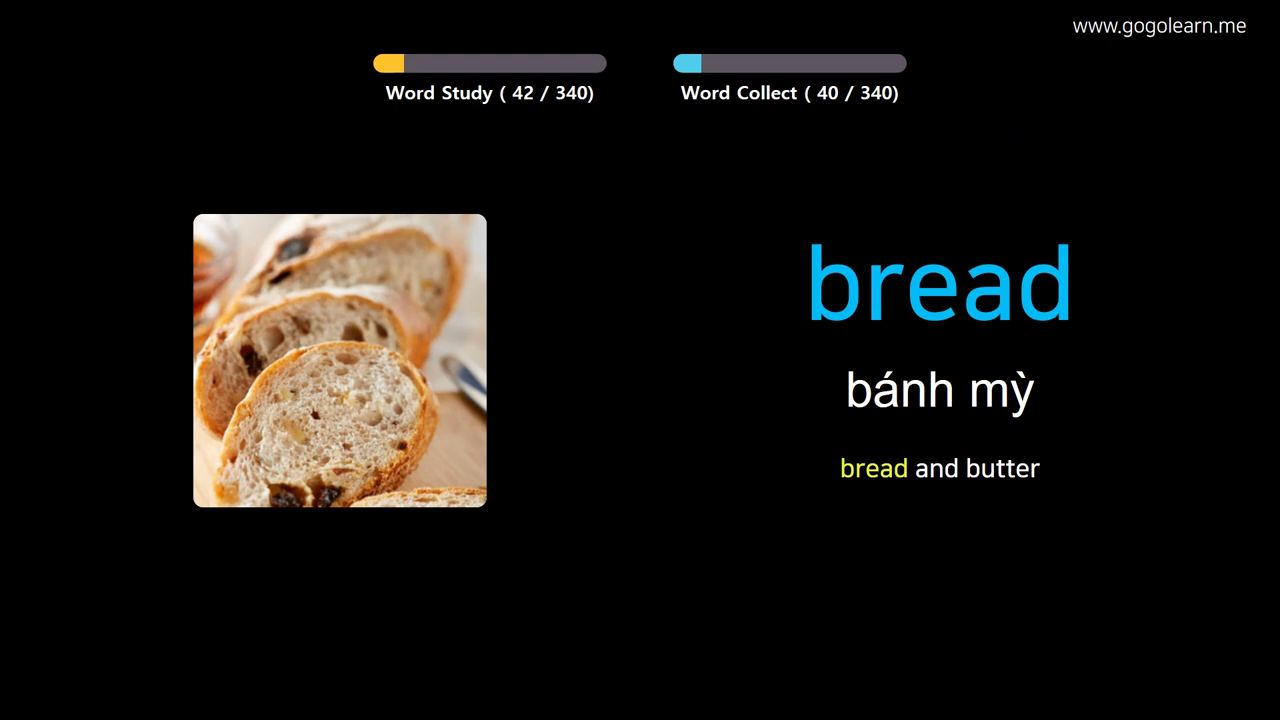 www.gogolearn.me
Word Study ( 42 / 340)
Word Collect ( 40 / 340)
bread
bánh mỳ
bread and butter